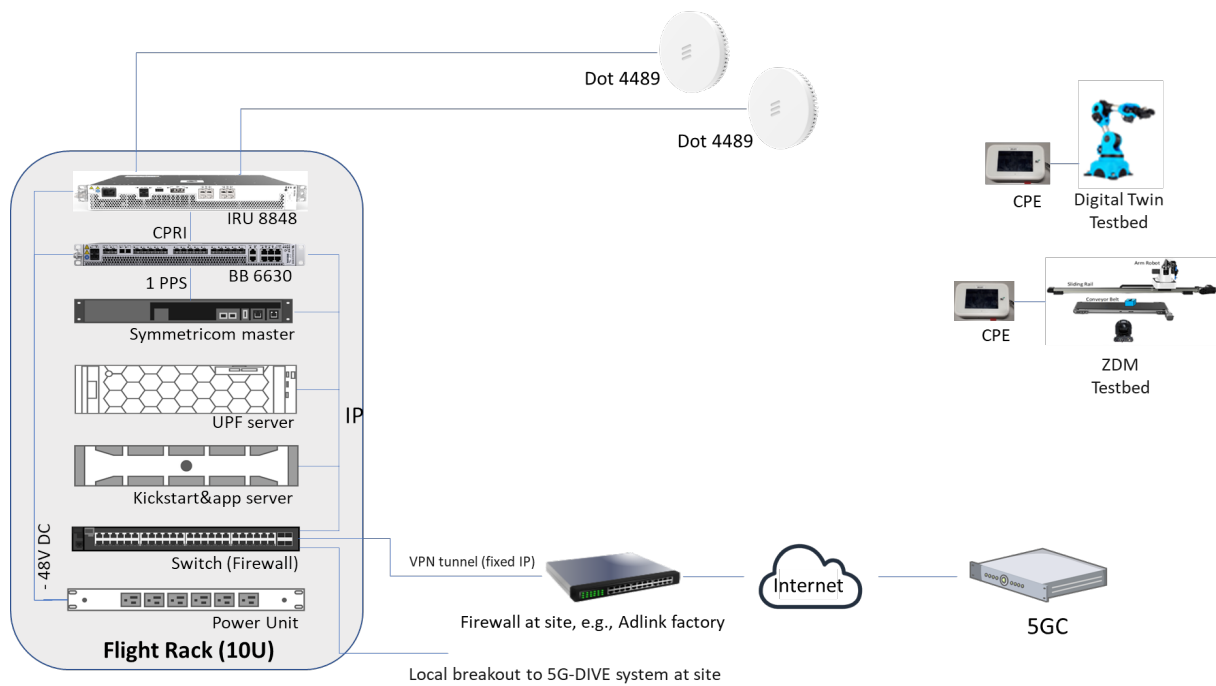 Dot 4489
Dot 4489
IRU 8848
CPRI
BB 6630
1 PPS
Symmetricom master
UPF server
IP
Kickstart&app server
- 48V DC
Switch (Firewall)
Power Unit
Flight Rack (10U)
VPN tunnel (fixed IP)
Firewall at site, e.g., Adlink factory
Internet
5GC
Local breakout to 5G-DIVE system at site
CPE
Digital Twin
Testbed
Arm Robot
Sliding Rail
Conveyor Belt
CPE
ZDM
Testbed